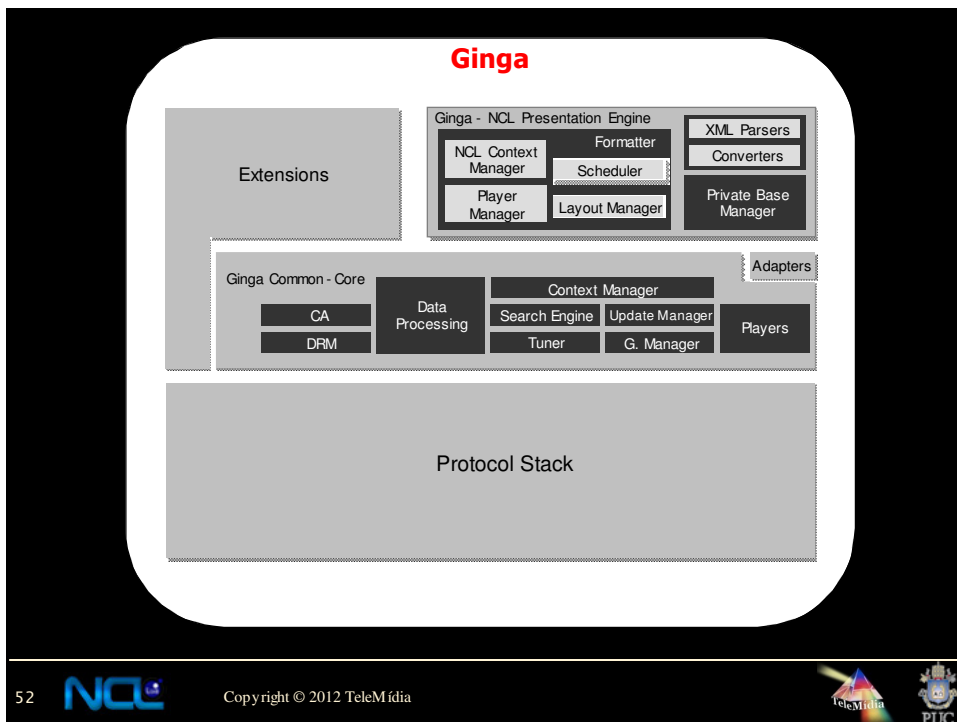 Ginga
Extensions
Ginga - NCL Presentation Engine
Formatter
NCL Context
Manager
Scheduler
Player
Manager
Layout Manager
XML Parsers
Converters
Private Base
Manager
Adapters
Ginga Common - Core
CA
DRM
Data
Processing
Context Manager
Search Engine
Update Manager
Tuner
G. Manager
Players
Protocol Stack
52
NCL
Copyright © 2012 TeleMídia
TeleMídia
PUC